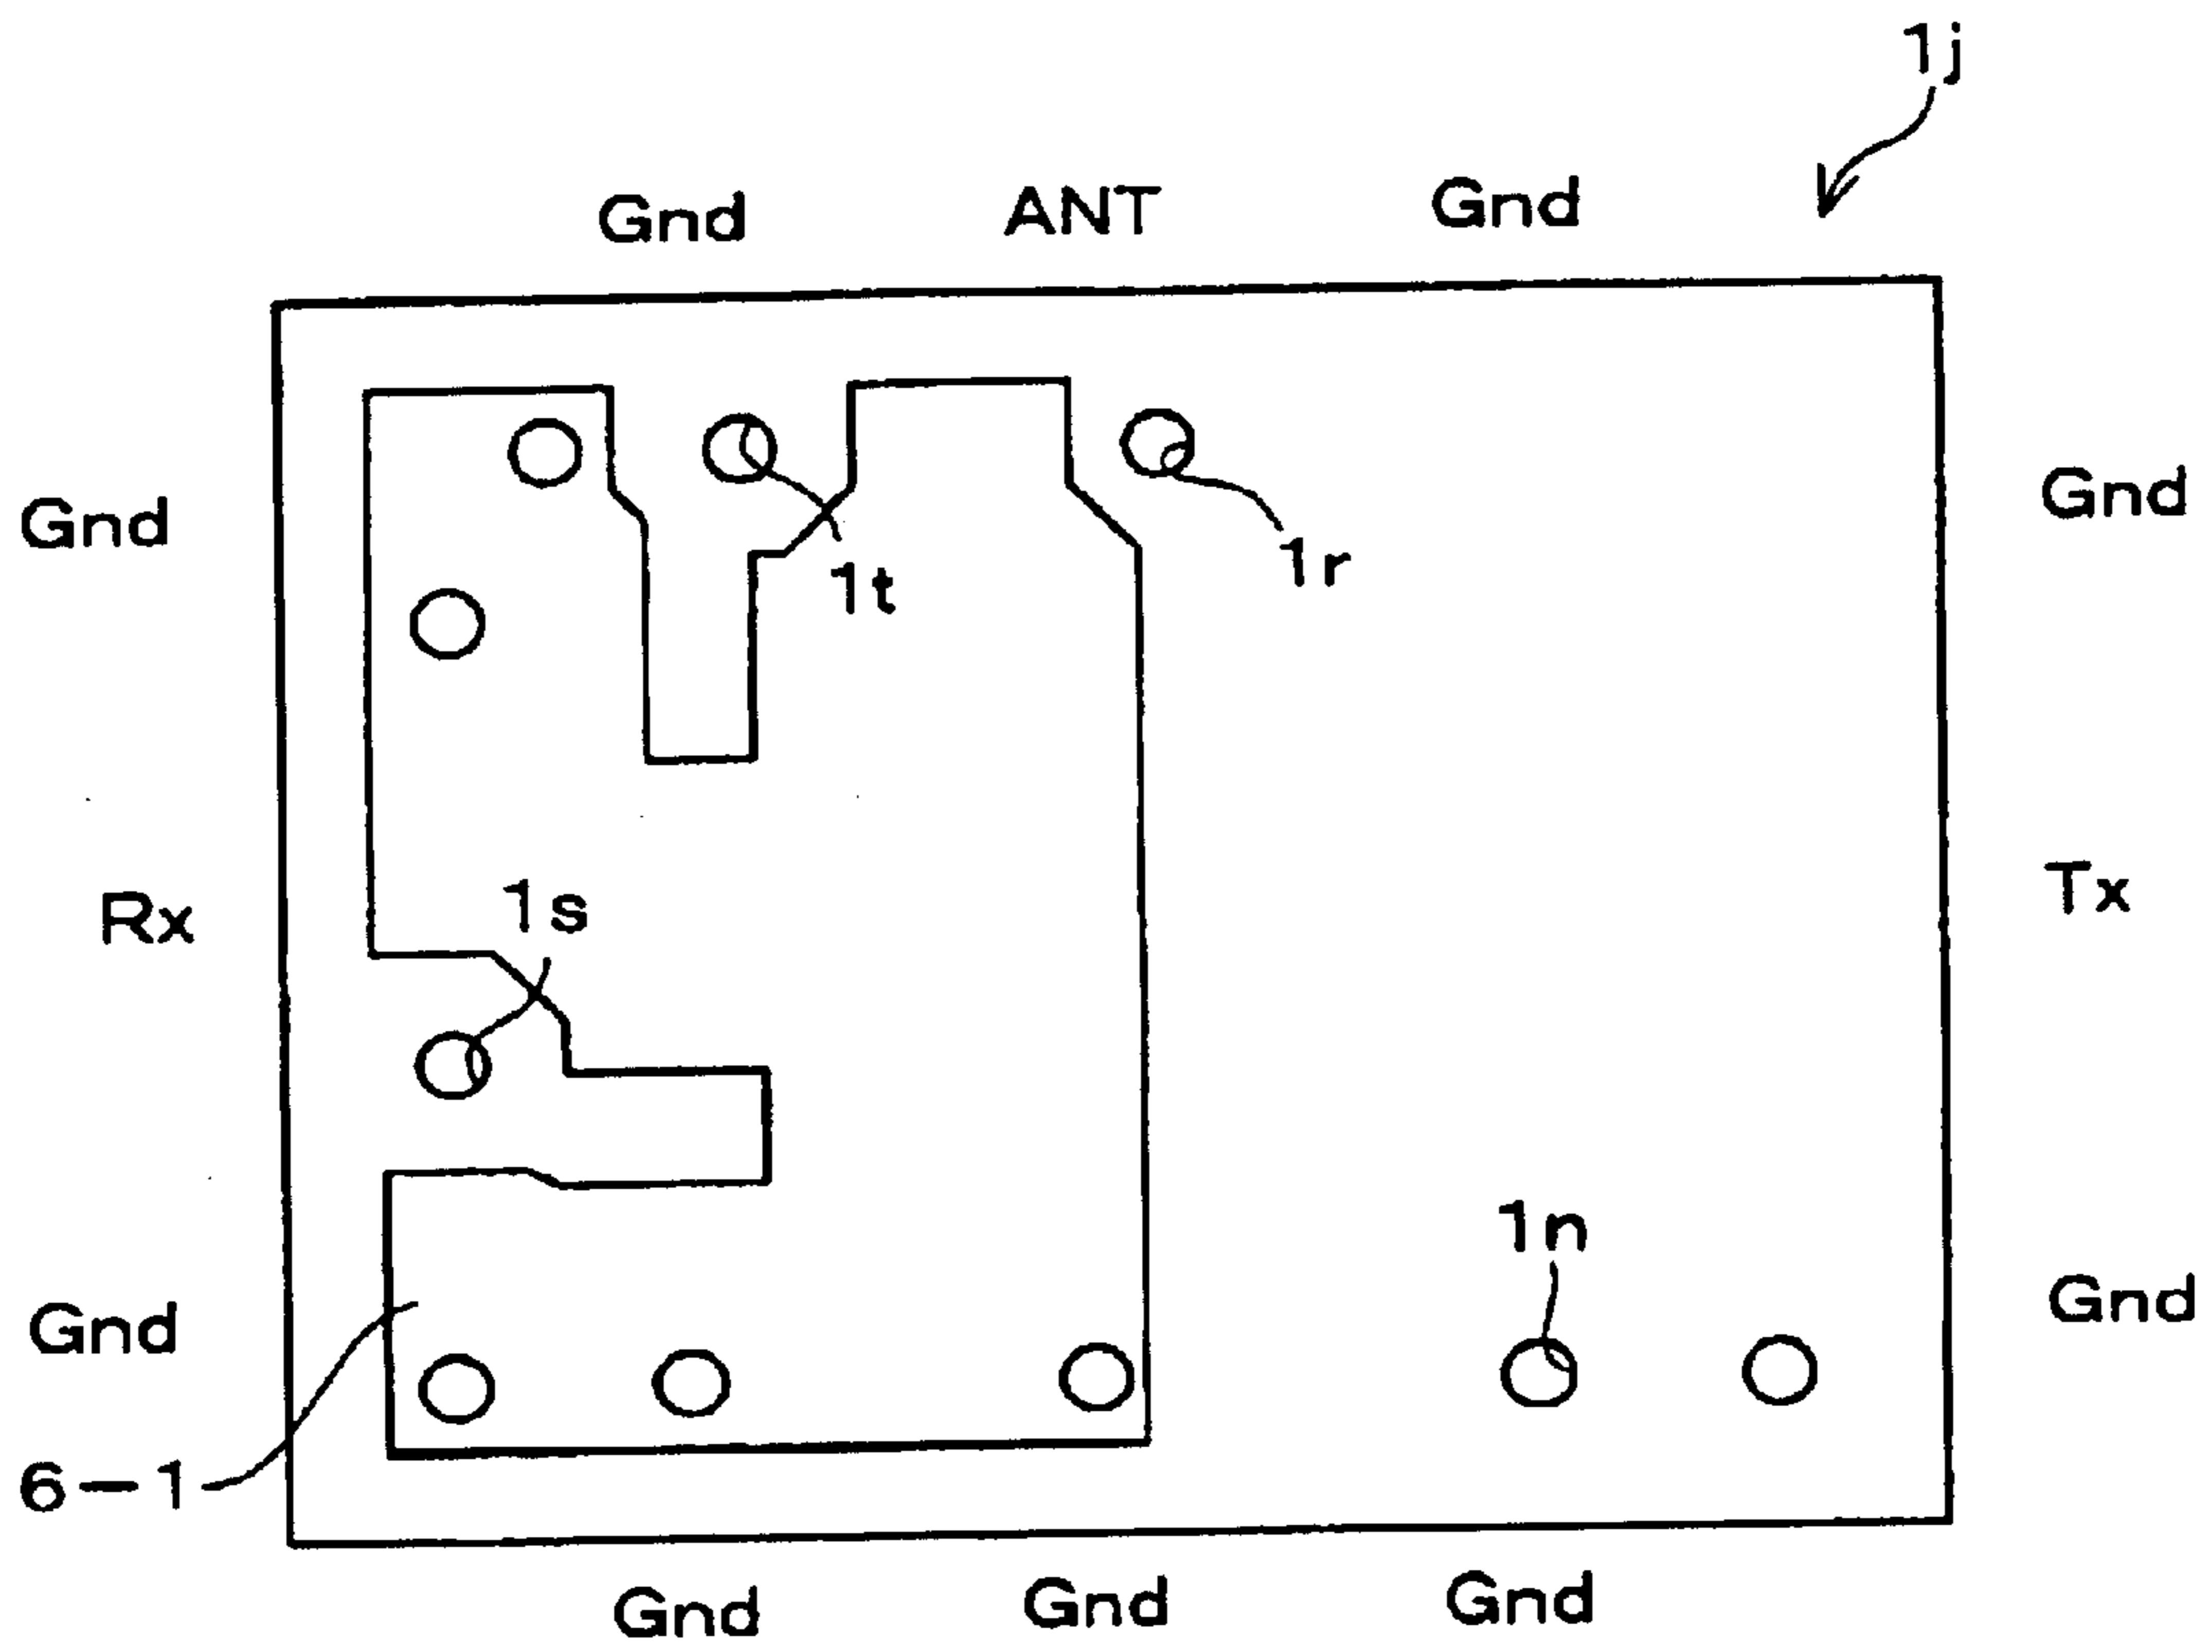 1j
Gnd ANT Gnd
Gnd Gnd
1t 1r
Rx 1s Tx
1n
Gnd Gnd
6-1
Gnd Gnd Gnd